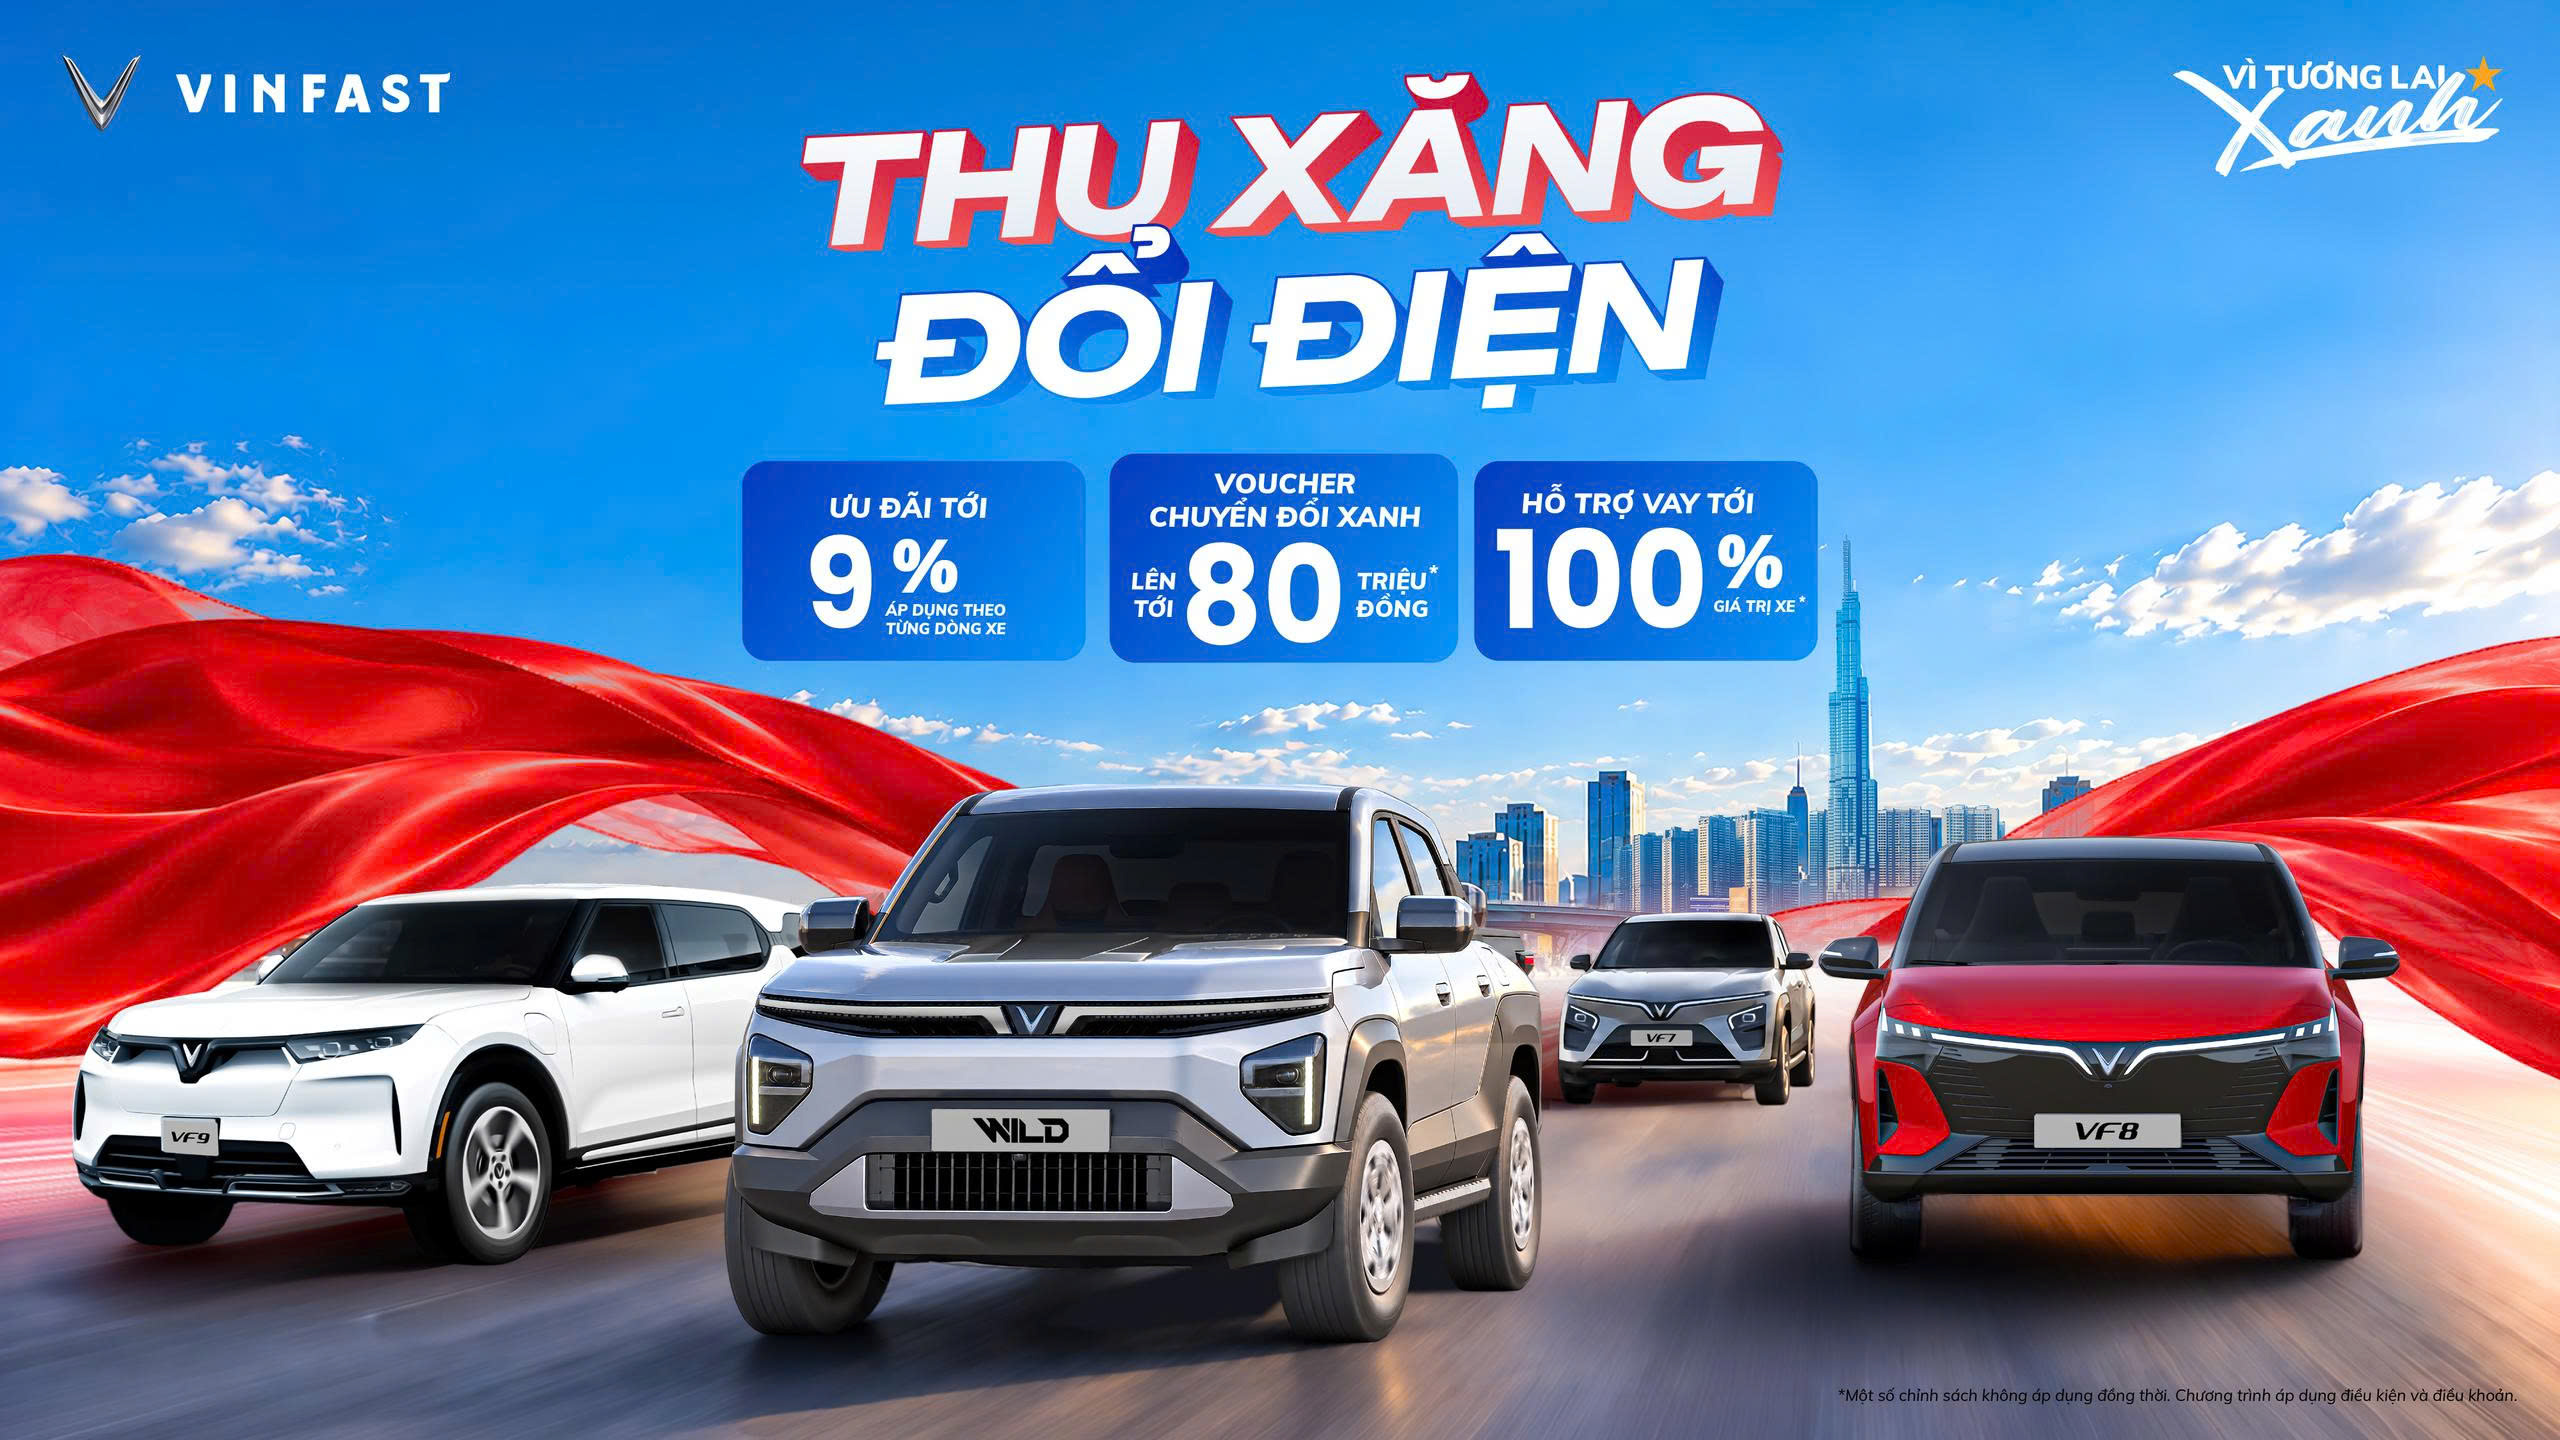 VINFAST
VÌ TƯƠNG LAI
Xanh
THU XĂNG
ĐỔI ĐIỆN
ƯU ĐÃI TỚI
9%
ÁP DỤNG THEO
TỪNG DÒNG XE
VOUCHER
CHUYỂN ĐỔI XANH
LÊN TỚI 80 TRIỆU* ĐỒNG
HỖ TRỢ VAY TỚI
100%
GIÁ TRỊ XE*
VF9
WILD
VF7
VF8
*Một số chỉnh sách không áp dụng đồng thời. Chương trình áp dụng điều kiện và điều khoản.